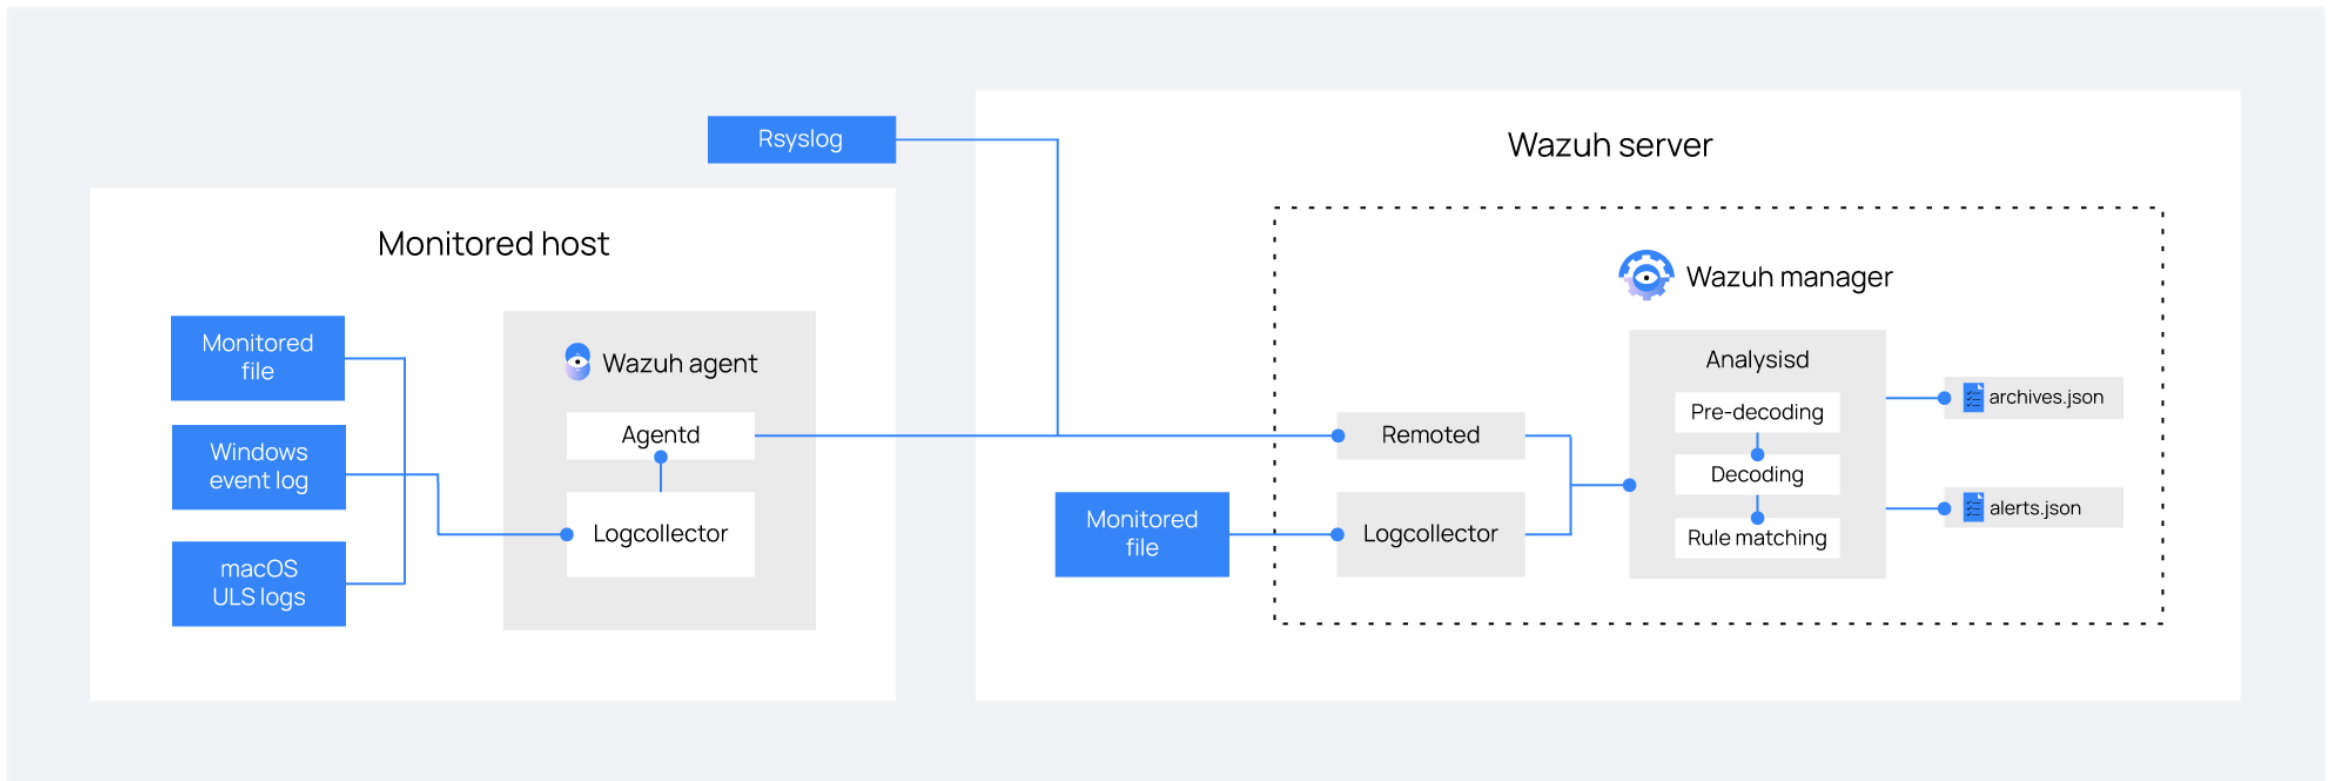 Rsyslog
Wazuh server
Monitored host
Wazuh manager
Monitored
file
Windows
event log
macOS
ULS logs
Wazuh agent
Agentd
Logcollector
Remoted
Monitored
file
Logcollector
Analysisd
Pre-decoding
Decoding
Rule matching
archives.json
alerts.json